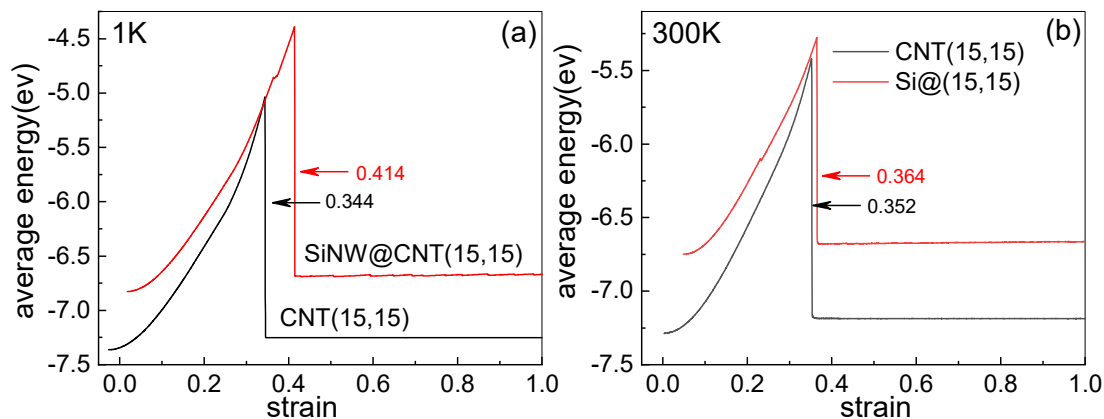 1K
(a)
average energy(ev)
-4.5
-5.0
-5.5
-6.0
-6.5
-7.0
-7.5
0.414
0.344
SiNW@CNT(15,15)
CNT(15,15)
0.0 0.2 0.4 0.6 0.8 1.0
strain
300K
(b)
CNT(15,15)
Si@(15,15)
average energy(ev)
-5.5
-6.0
-6.5
-7.0
-7.5
0.364
0.352
0.0 0.2 0.4 0.6 0.8 1.0
strain